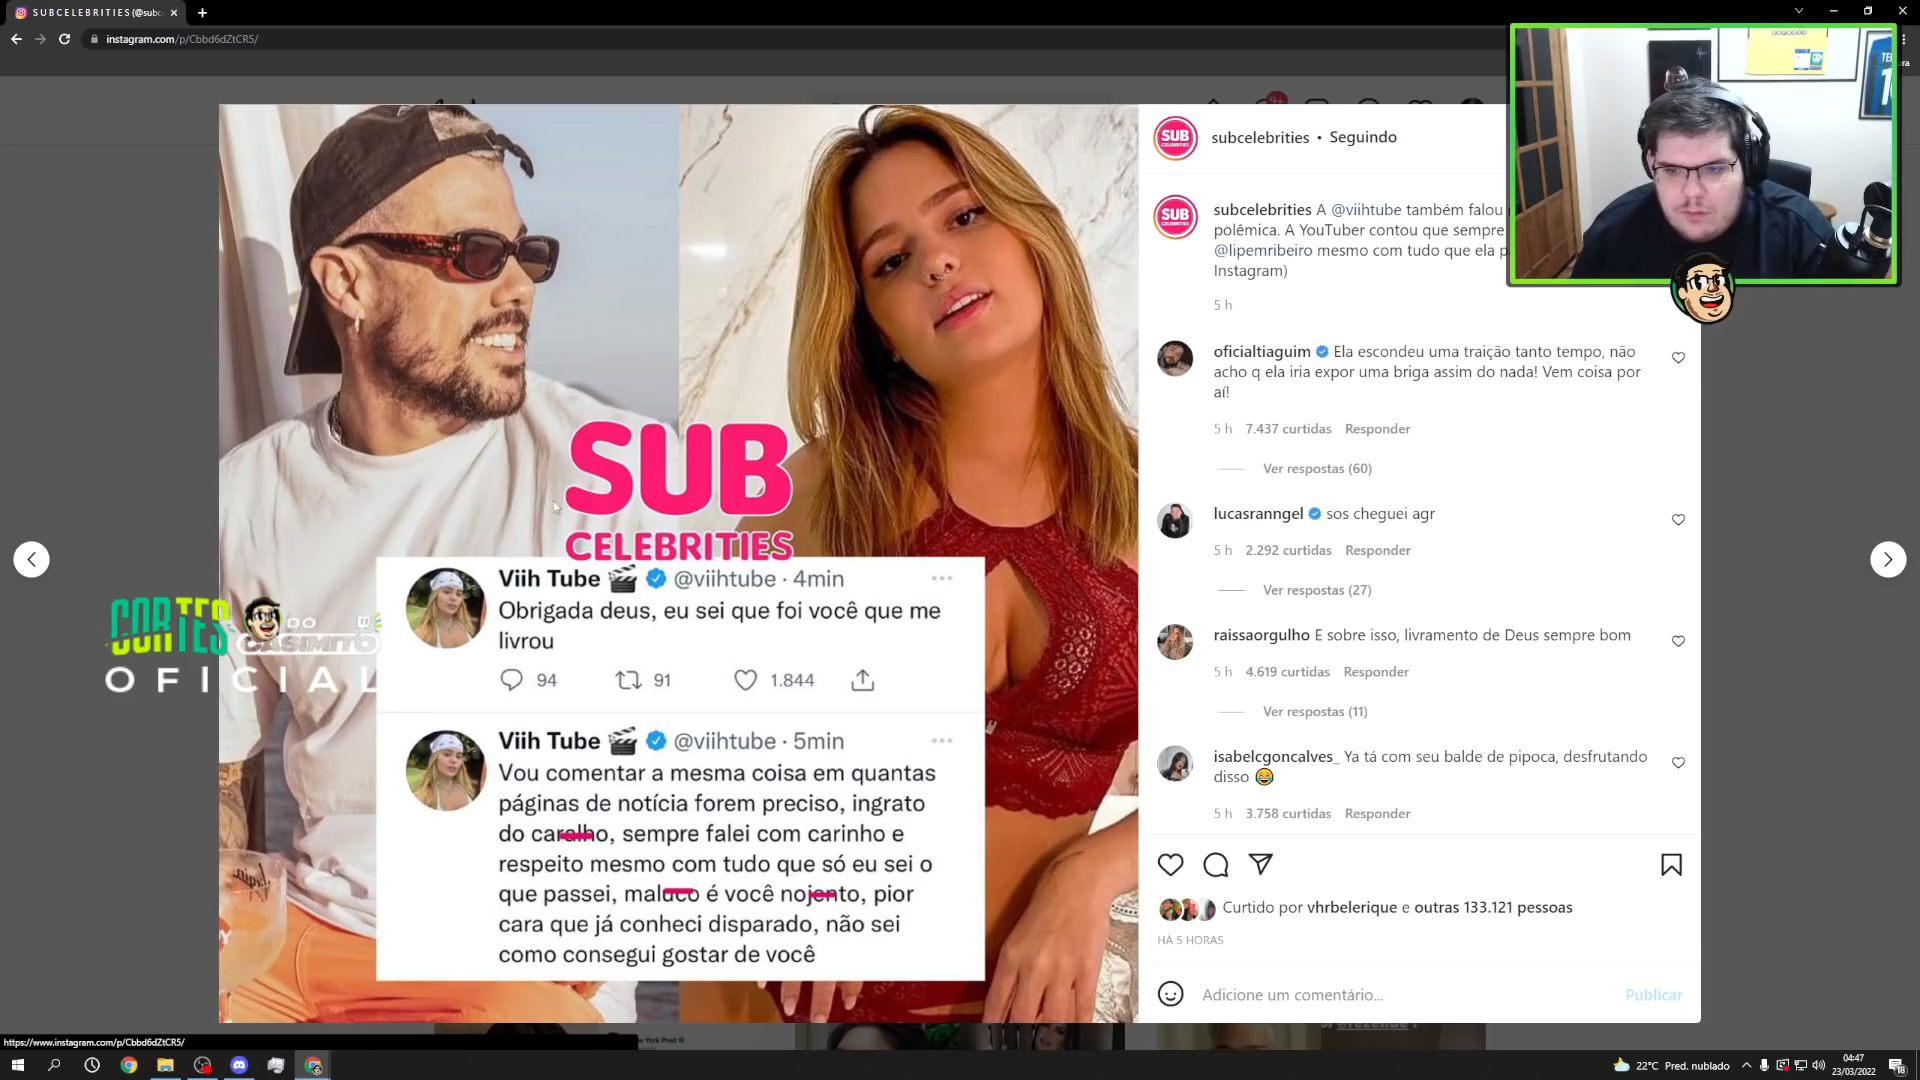 S U B C E L E B R I T I E S (@subc
instagram.com/p/Cbbd6dZtCR5/
subcelebrities • Seguindo
subcelebrities A @viihtube também falou
polêmica. A YouTuber contou que sempre
@lipemribeiro mesmo com tudo que ela p
Instagram)
5 h
oficialtiaguim Ela escondeu uma traição tanto tempo, não
acho q ela iria expor uma briga assim do nada! Vem coisa por
aí!
5 h 7.437 curtidas Responder
Ver respostas (60)
lucasranngel sos cheguei agr
5 h 2.292 curtidas Responder
Ver respostas (27)
raissaorgulho E sobre isso, livramento de Deus sempre bom
5 h 4.619 curtidas Responder
Ver respostas (11)
isabelcgoncalves_ Ya tá com seu balde de pipoca, desfrutando
disso 😂
5 h 3.758 curtidas Responder
Curtido por vhrbelerique e outras 133.121 pessoas
HÁ 5 HORAS
Adicione um comentário...
Publicar
SUB
CELEBRITIES
Viih Tube 🎬 @viihtube · 4min
Obrigada deus, eu sei que foi você que me
livrou
94 91 1.844
Viih Tube 🎬 @viihtube · 5min
Vou comentar a mesma coisa em quantas
páginas de notícia forem preciso, ingrato
do caralho, sempre falei com carinho e
respeito mesmo com tudo que só eu sei o
que passei, maluco é você nojento, pior
cara que já conheci disparado, não sei
como consegui gostar de você
CORTES
DO
CASIMITO
OFICIAL
https://www.instagram.com/p/Cbbd6dZtCR5/
22°C Pred. nublado
04:47
23/03/2022